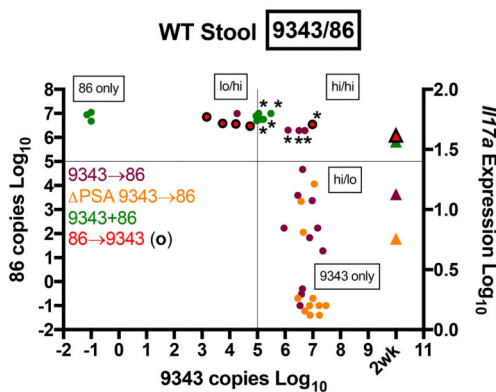 WT Stool 9343/86
86 only
lo/hi
hi/hi
* * *
* *
* ***
hi/lo
9343→86
ΔPSA 9343→86
9343+86
86→9343 (o)
9343 only
86 copies Log10
8
7
6
5
4
3
2
1
0
-1
-2
Il17a Expression Log10
2.0
1.5
1.0
0.5
0.0
-2 -1 0 1 2 3 4 5 6 7 8 9 2wk 11
9343 copies Log10